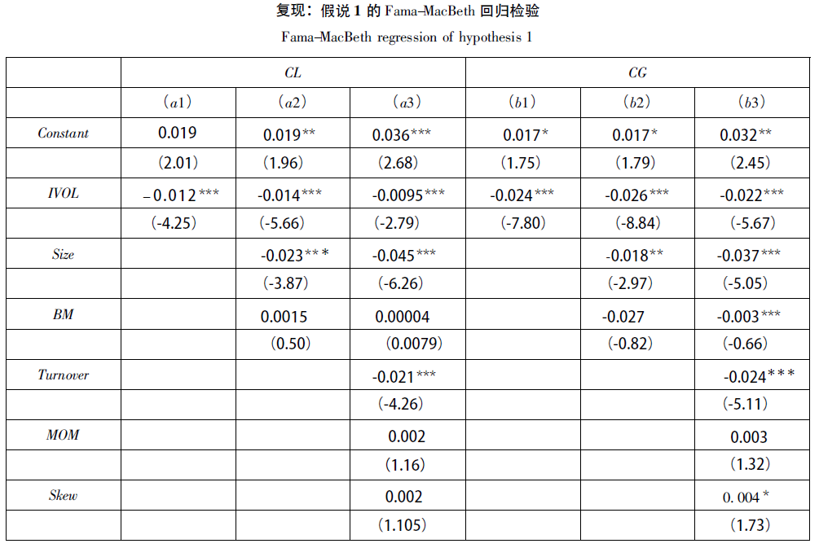 复现：假说 1 的 Fama-MacBeth 回归检验
Fama-MacBeth regression of hypothesis 1
CL CG
(a1) (a2) (a3) (b1) (b2) (b3)
Constant 0.019 0.019** 0.036*** 0.017* 0.017* 0.032**
(2.01) (1.96) (2.68) (1.75) (1.79) (2.45)
IVOL -0.012*** -0.014*** -0.0095*** -0.024*** -0.026*** -0.022***
(-4.25) (-5.66) (-2.79) (-7.80) (-8.84) (-5.67)
Size -0.023*** -0.045*** -0.018** -0.037***
(-3.87) (-6.26) (-2.97) (-5.05)
BM 0.0015 0.00004 -0.027 -0.003***
(0.50) (0.0079) (-0.82) (-0.66)
Turnover -0.021*** -0.024***
(-4.26) (-5.11)
MOM 0.002 0.003
(1.16) (1.32)
Skew 0.002 0.004*
(1.105) (1.73)